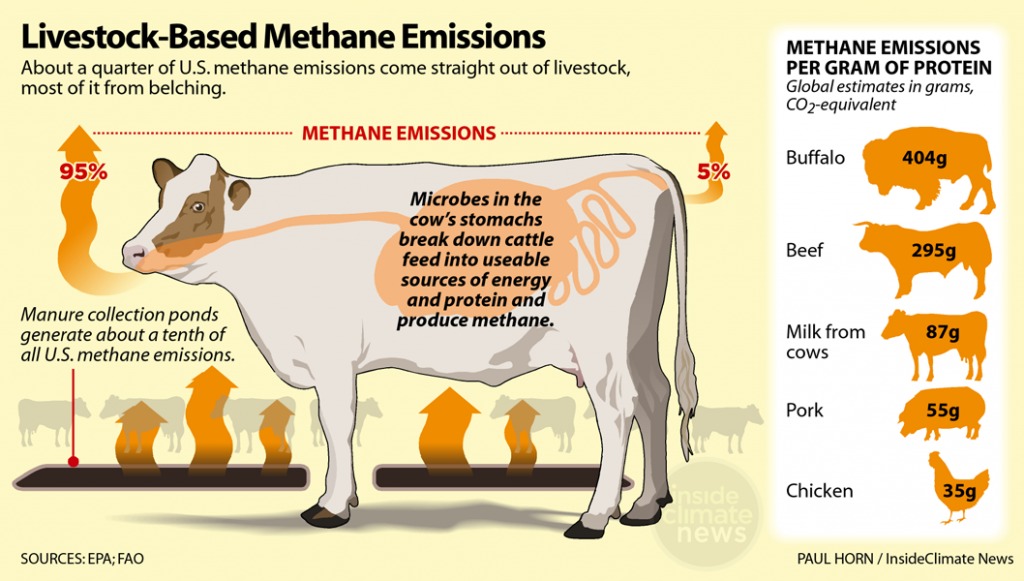 Livestock-Based Methane Emissions
About a quarter of U.S. methane emissions come straight out of livestock,
most of it from belching.
METHANE EMISSIONS
95%
5%
Microbes in the
cow's stomachs
break down cattle
feed into useable
sources of energy
and protein and
produce methane.
Manure collection ponds
generate about a tenth of
all U.S. methane emissions.
inside
climate
news
SOURCES: EPA; FAO
METHANE EMISSIONS
PER GRAM OF PROTEIN
Global estimates in grams,
CO2-equivalent
Buffalo
404g
Beef
295g
Milk from
cows
87g
Pork
55g
Chicken
35g
PAUL HORN / InsideClimate News